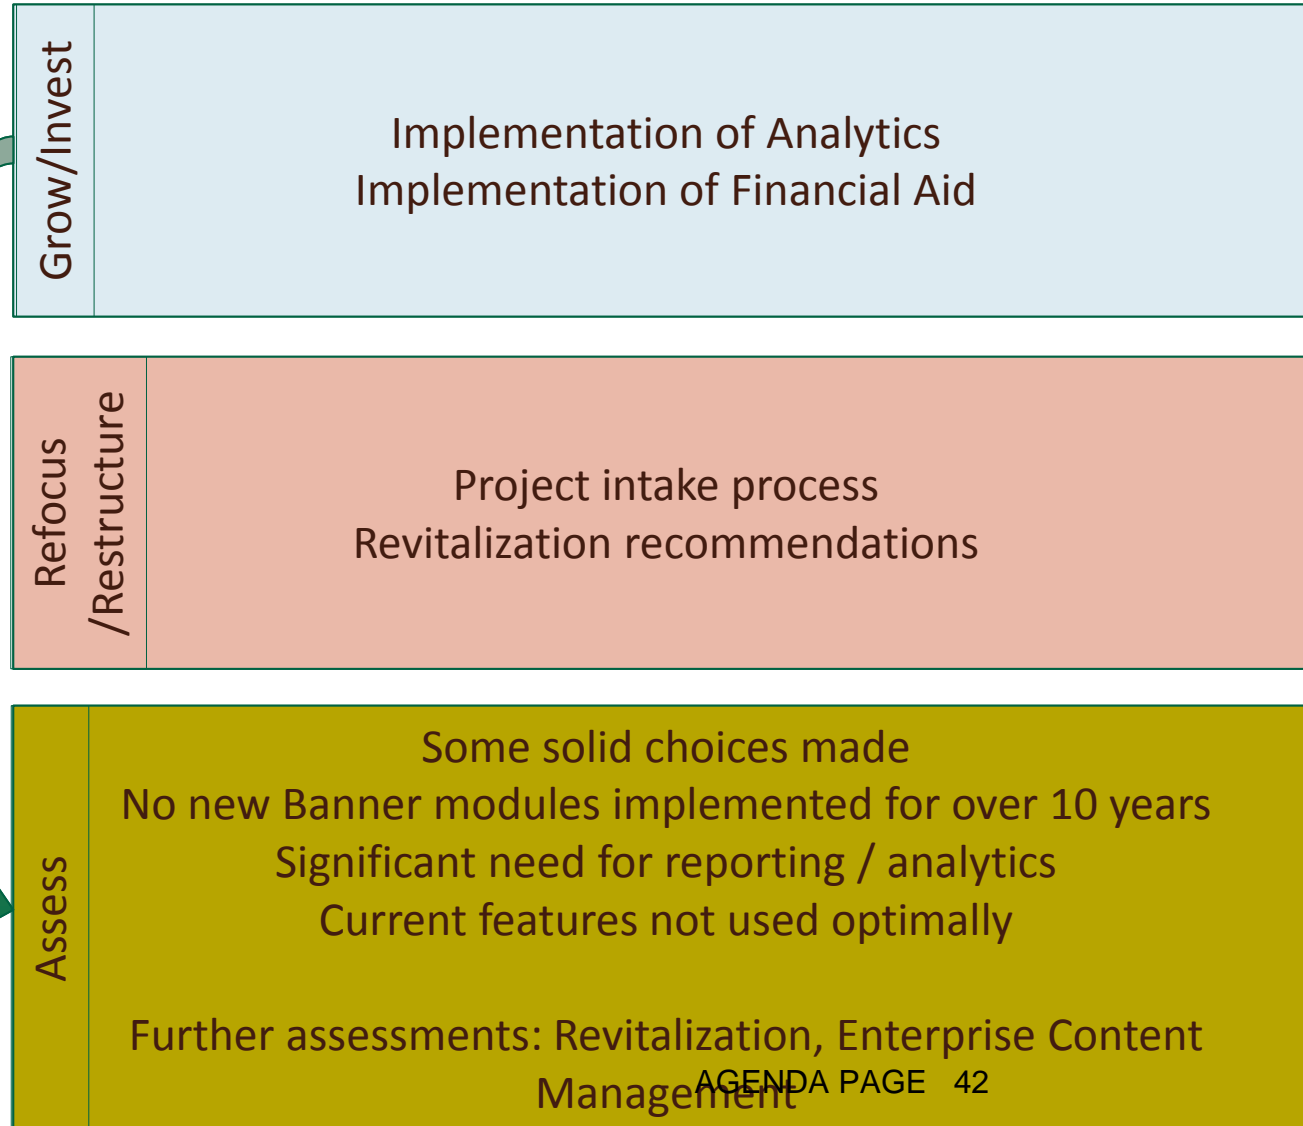 Grow/Invest
Implementation of Analytics
Implementation of Financial Aid
Refocus
/Restructure
Project intake process
Revitalization recommendations
Assess
Some solid choices made
No new Banner modules implemented for over 10 years
Significant need for reporting / analytics
Current features not used optimally
Further assessments: Revitalization, Enterprise Content
Management
AGENDA PAGE 42